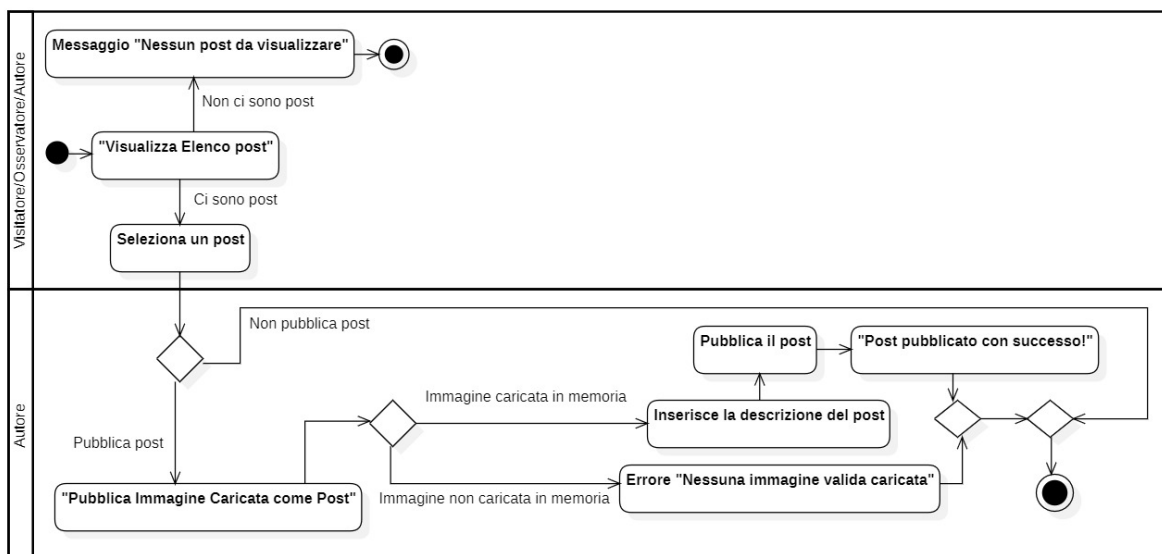 Visitatore/Osservatore/Autore
Messaggio "Nessun post da visualizzare"
Non ci sono post
"Visualizza Elenco post"
Ci sono post
Seleziona un post
Autore
Non pubblica post
Pubblica il post
"Post pubblicato con successo!"
Immagine caricata in memoria
Inserisce la descrizione del post
Pubblica post
"Pubblica Immagine Caricata come Post"
Immagine non caricata in memoria
Errore "Nessuna immagine valida caricata"